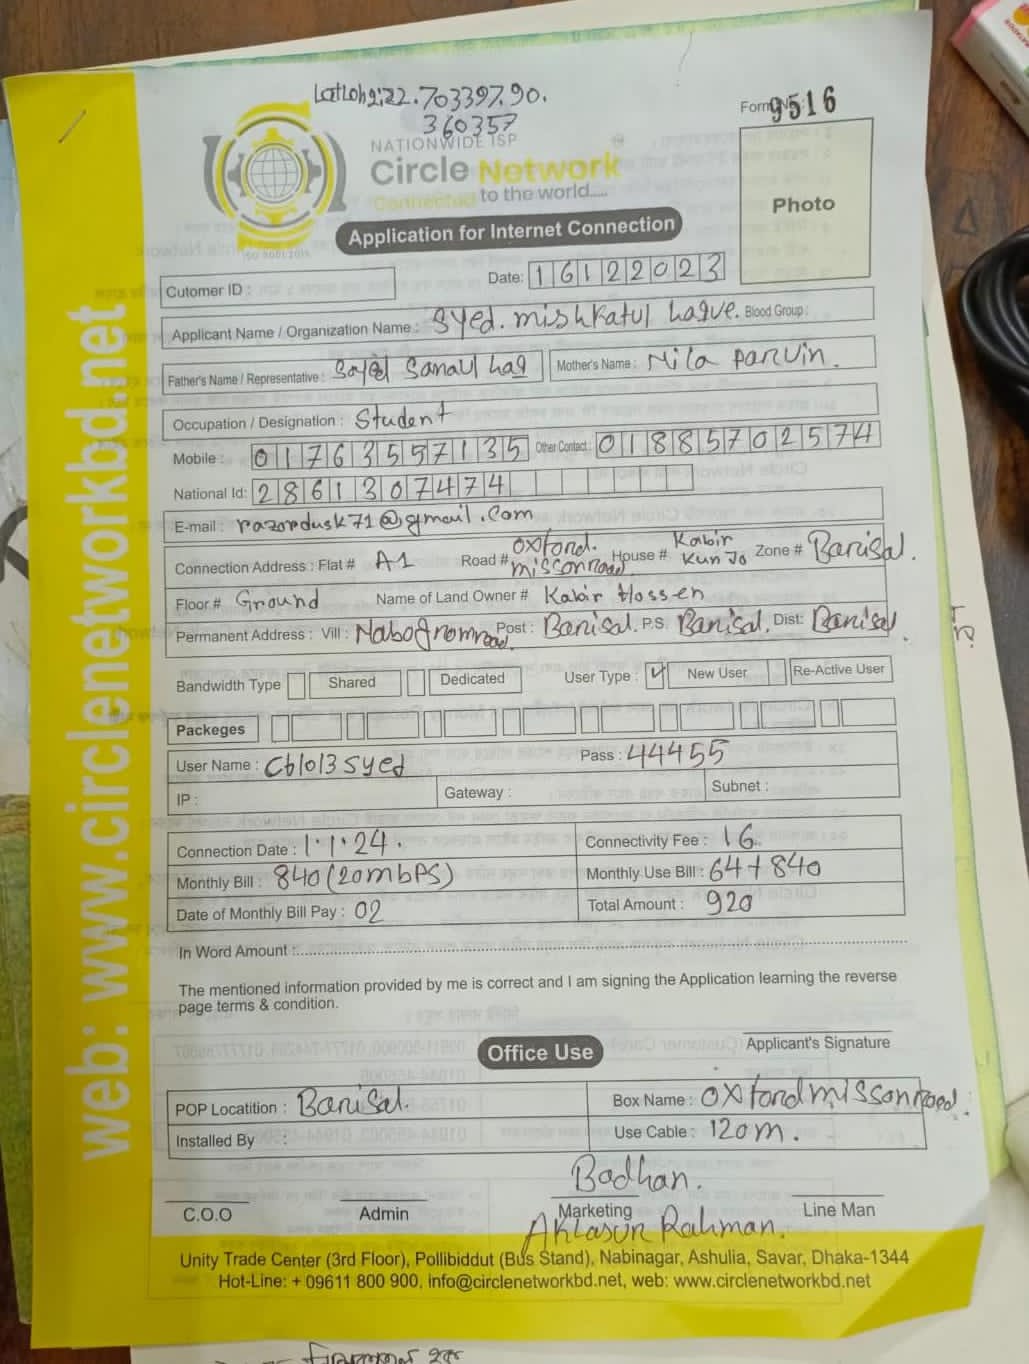 LatLong:22.703397.90.
360357
Form No: 9516
NATIONWIDE ISP
Circle Network
Connected to the world.....
ISO 9001:2015
Photo
Application for Internet Connection
Cutomer ID :
Date: 16122023
Applicant Name / Organization Name : Syed. mishkatul haque. Blood Group :
Father's Name / Representative : Sayed Sanaul haq Mother's Name : Nila parvin.
Occupation / Designation : Student
Mobile : 01763557135 Other Contact : 01885702574
National Id: 2861307474
E-mail : razordusk71@gmail.com
Connection Address : Flat # A1 Road # oxford. missonroad House # Kabir Kunjo Zone # Barisal.
Floor # Ground Name of Land Owner # Kabir Hossen
Permanent Address : Vill : Nabogromroad. Post : Barisal. P.S. Barisal. Dist: Barisal.
Bandwidth Type Shared Dedicated User Type : New User Re-Active User
Packeges
User Name : Cblo13syed Pass : 44455
IP : Gateway : Subnet :
Connection Date : 1.1.24. Connectivity Fee : 16
Monthly Bill : 840 (20mbPS) Monthly Use Bill : 64+840
Date of Monthly Bill Pay : 02 Total Amount : 920
In Word Amount :
The mentioned information provided by me is correct and I am signing the Application learning the reverse
page terms & condition.
Applicant's Signature
Office Use
POP Locatition : Barisal. Box Name : oxfordmissonroad.
Installed By : Use Cable : 120m.
Badhan.
C.O.O Admin Marketing Line Man
Aklasur Rahman.
Unity Trade Center (3rd Floor), Pollibiddut (Bus Stand), Nabinagar, Ashulia, Savar, Dhaka-1344
Hot-Line: + 09611 800 900, info@circlenetworkbd.net, web: www.circlenetworkbd.net
web: www.circlenetworkbd.net